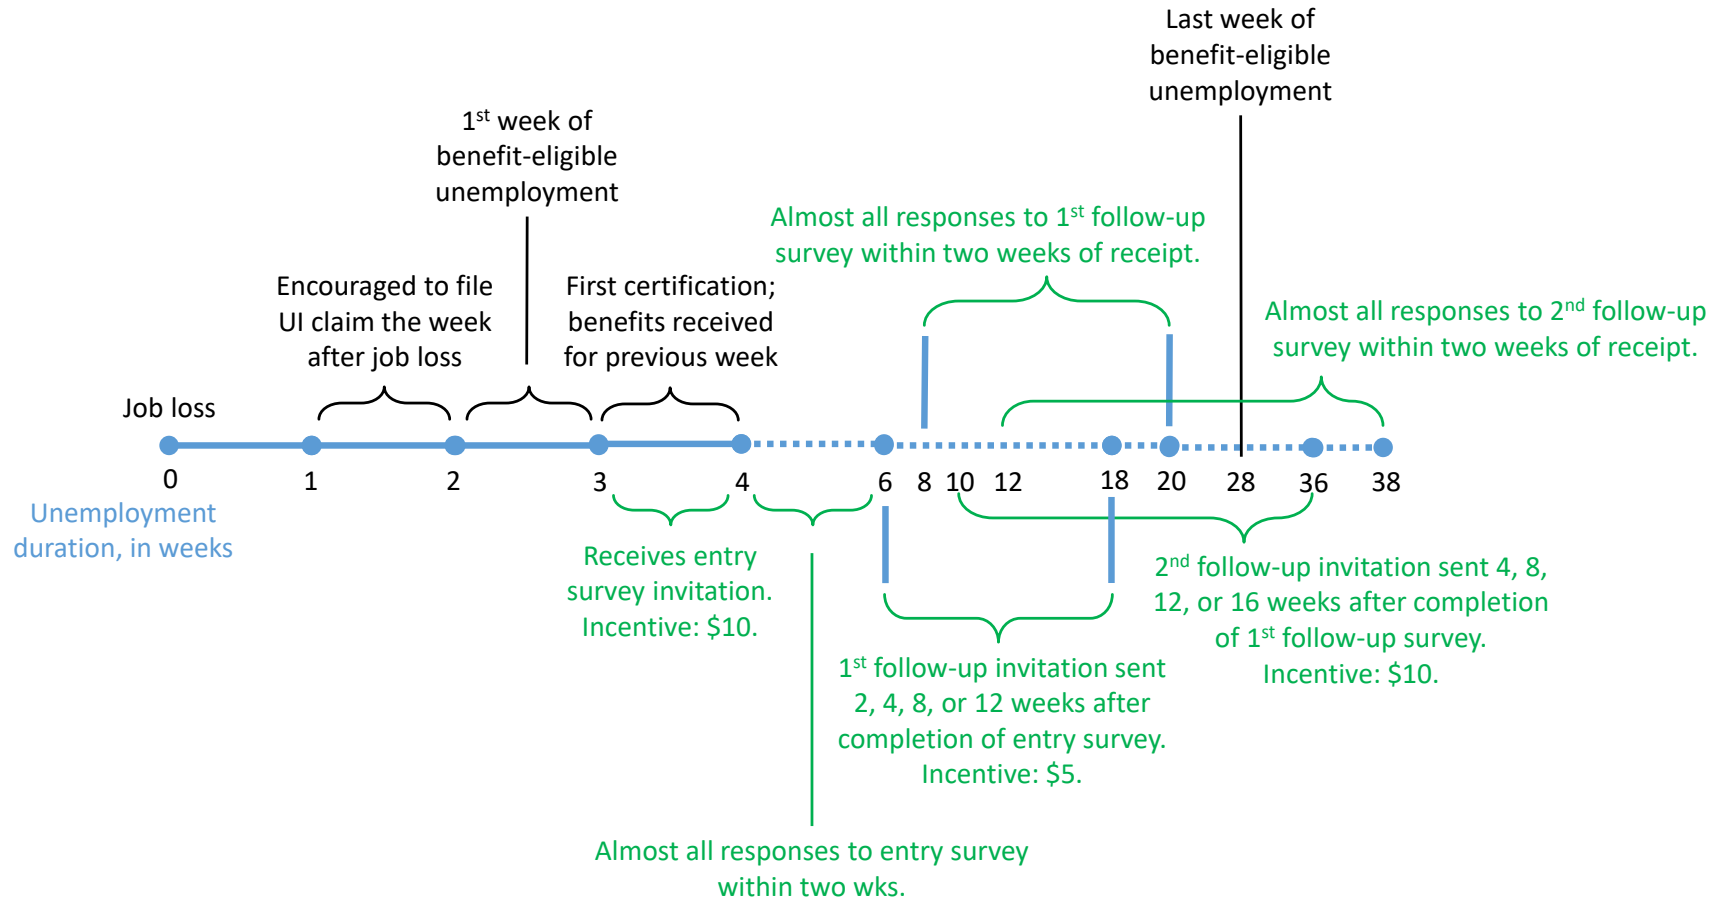 Last week of
benefit-eligible
unemployment
1st week of
benefit-eligible
unemployment
Almost all responses to 1st follow-up
survey within two weeks of receipt.
Encouraged to file
UI claim the week
after job loss
First certification;
benefits received
for previous week
Almost all responses to 2nd follow-up
survey within two weeks of receipt.
Job loss
0 1 2 3 4 6 8 10 12 18 20 28 36 38
Unemployment
duration, in weeks
Receives entry
survey invitation.
Incentive: $10.
2nd follow-up invitation sent 4, 8,
12, or 16 weeks after completion
of 1st follow-up survey.
Incentive: $10.
1st follow-up invitation sent
2, 4, 8, or 12 weeks after
completion of entry survey.
Incentive: $5.
Almost all responses to entry survey
within two wks.